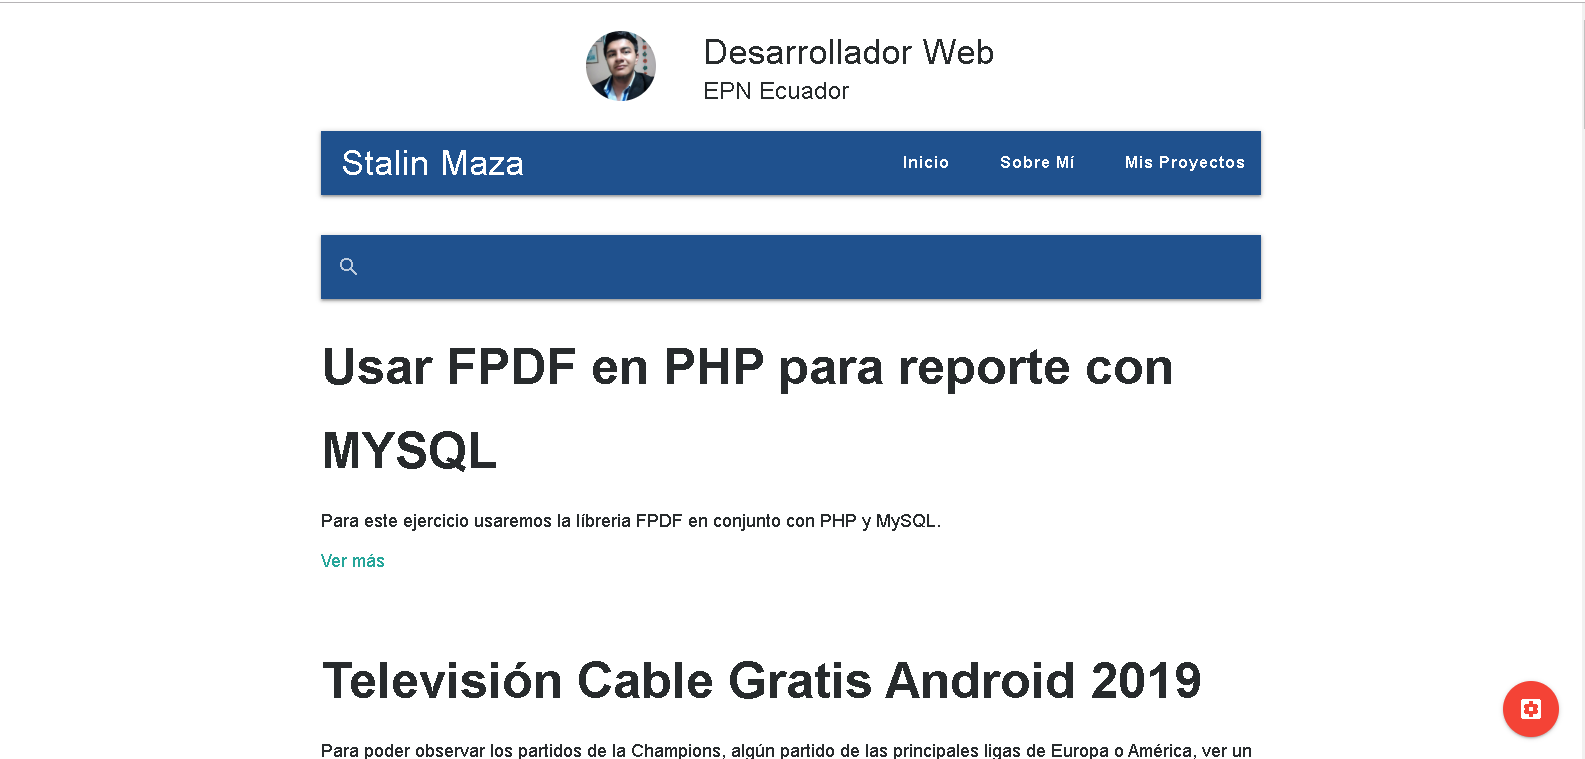 Desarrollador Web
EPN Ecuador
Stalin Maza
Inicio
Sobre Mí
Mis Proyectos
Usar FPDF en PHP para reporte con
MYSQL
Para este ejercicio usaremos la líbreria FPDF en conjunto con PHP y MySQL.
Ver más
Televisión Cable Gratis Android 2019
Para poder observar los partidos de la Champions, algún partido de las principales ligas de Europa o América, ver un